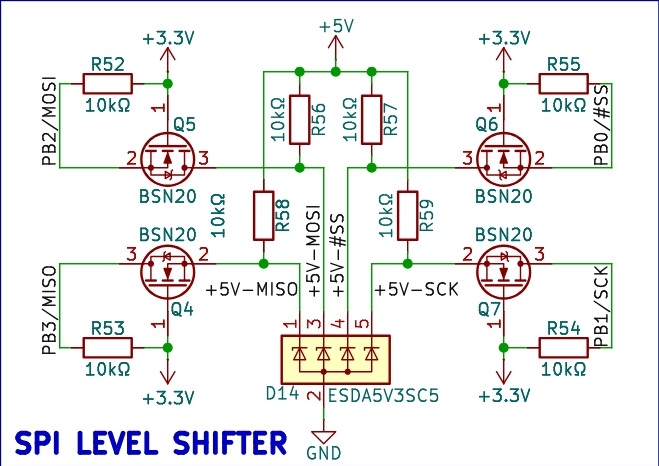 +5V
+3.3V
+3.3V
R52
R55
10kΩ
10kΩ
PB2/MOSI
1
10kΩ
R56
10kΩ
R57
1
PB0/#SS
Q5
Q6
2
3
3
2
BSN20
BSN20
10kΩ
R58
+5V-MOSI
+5V-#SS
10kΩ
R59
BSN20
BSN20
3
2
2
3
PB3/MISO
+5V-MISO
+5V-SCK
PB1/SCK
Q4
Q7
1
1
3
4
5
1
R53
R54
10kΩ
10kΩ
+3.3V
+3.3V
D14
2
ESDA5V3SC5
SPI LEVEL SHIFTER
GND